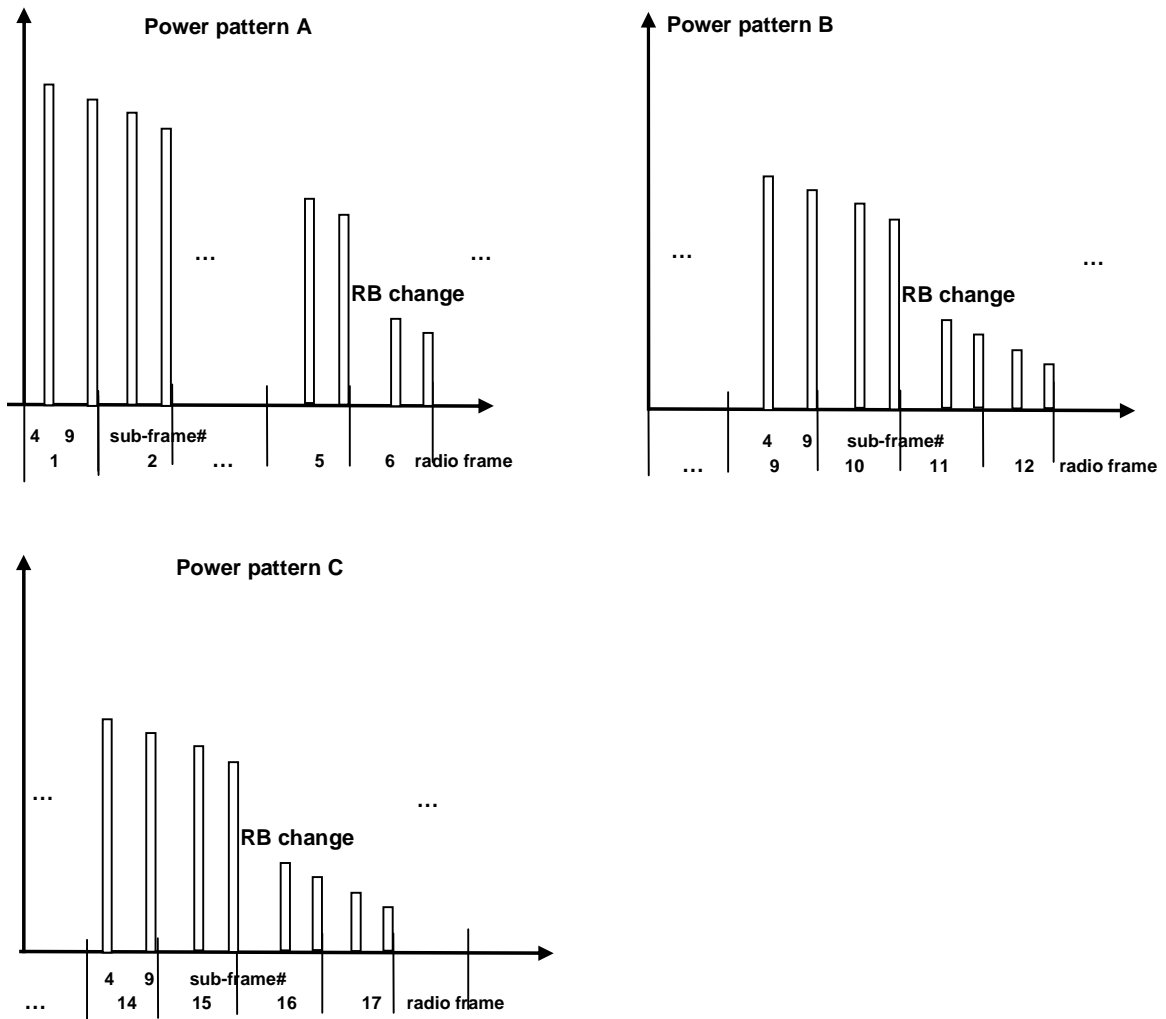 Power pattern A
...
...
RB change
4 9 sub-frame#
1 2 ... 5 6 radio frame
Power pattern B
...
...
RB change
4 9 sub-frame#
... 9 10 11 12 radio frame
Power pattern C
...
...
RB change
4 9 sub-frame#
... 14 15 16 17 radio frame